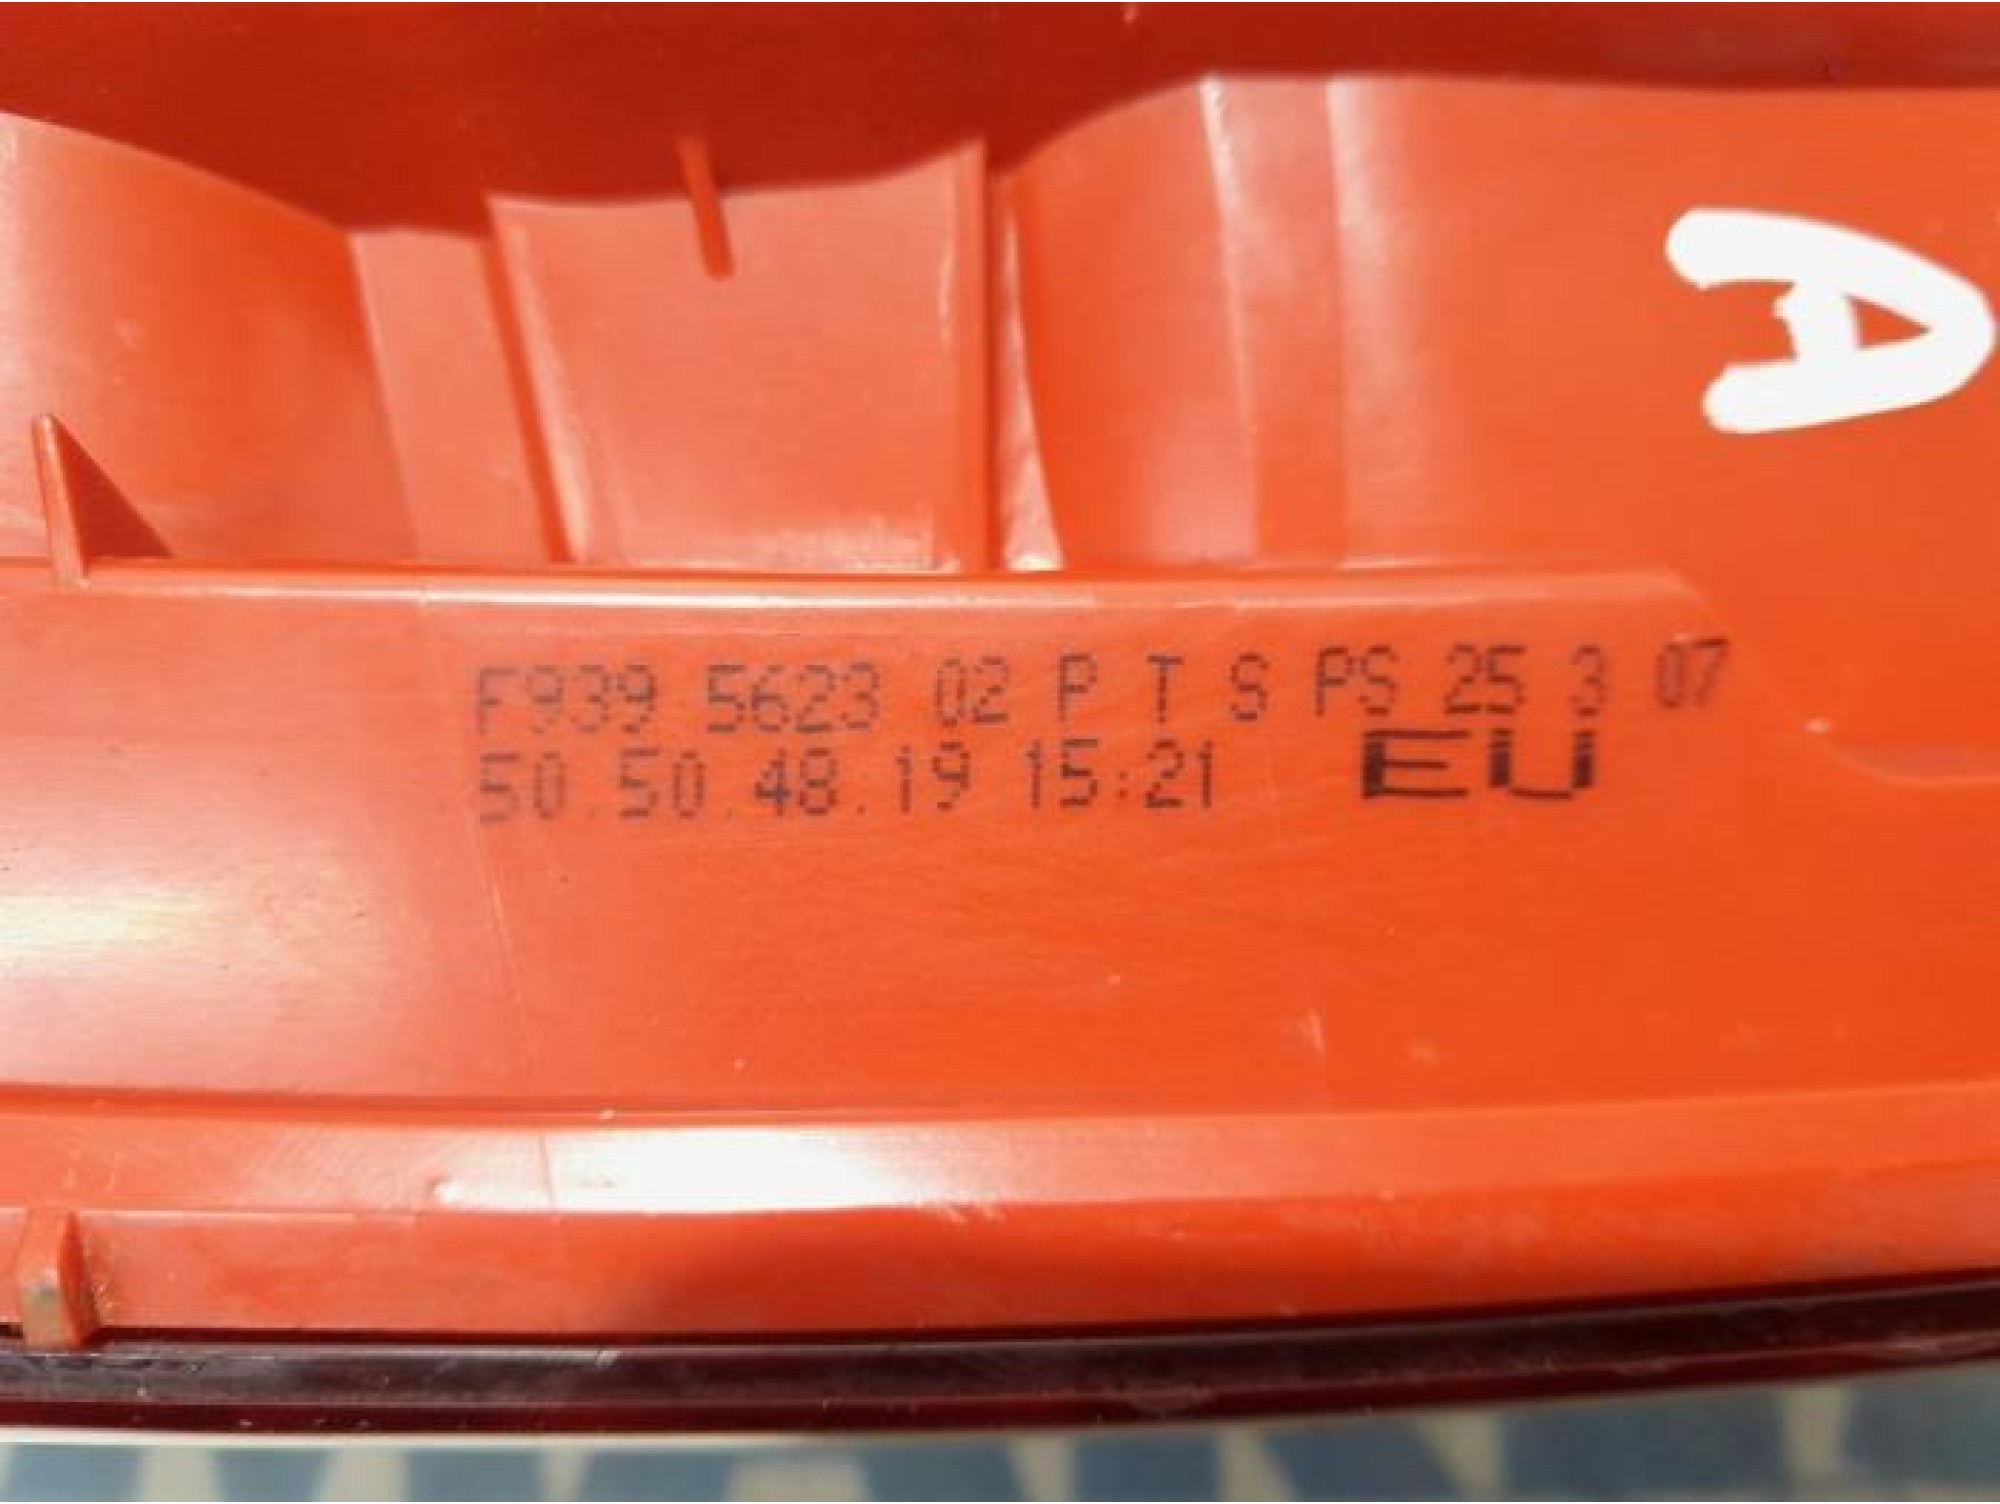 A
F939 5623 02 P T S PS 25 3 07
50.50.48.19 15:21 EU